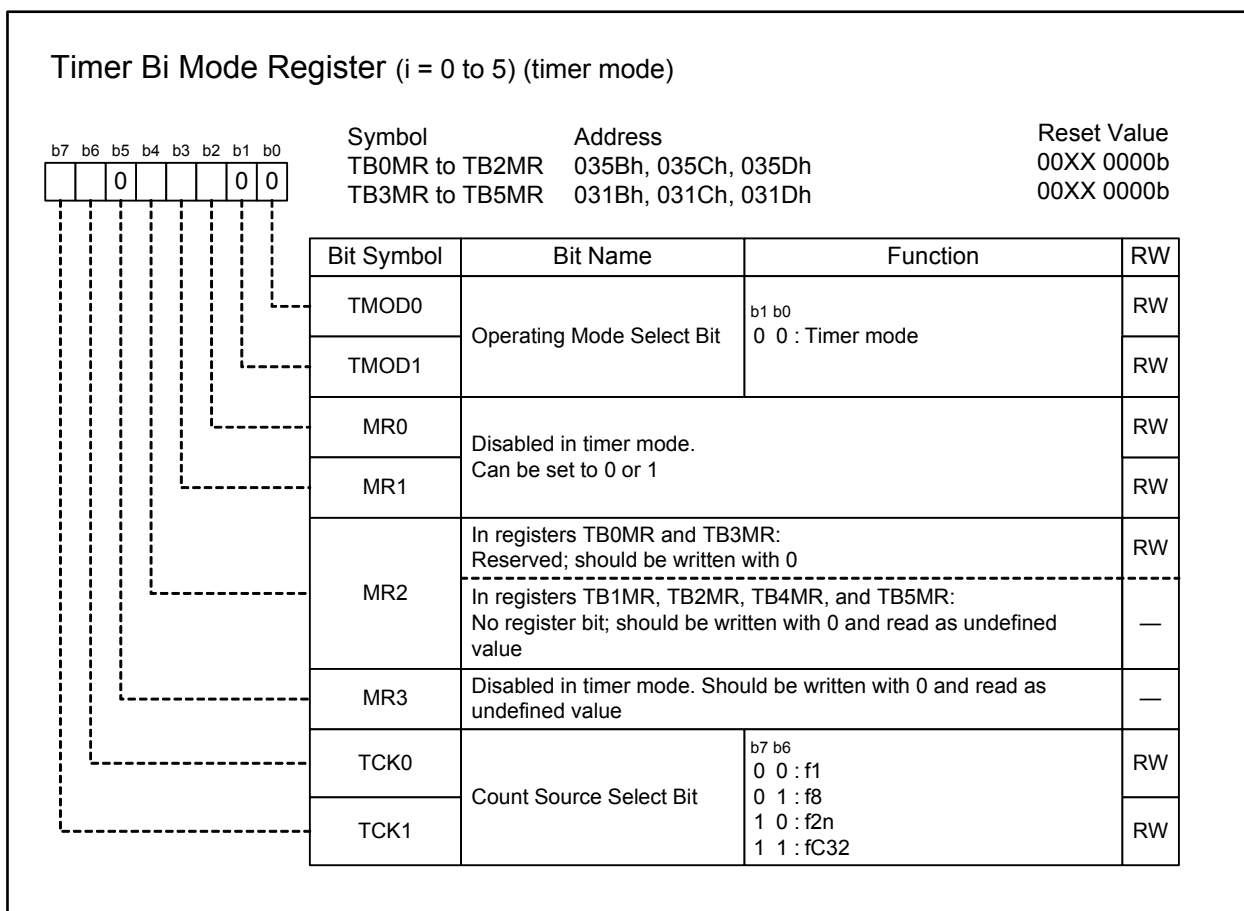 Timer Bi Mode Register (i = 0 to 5) (timer mode)
Symbol Address Reset Value
TB0MR to TB2MR 035Bh, 035Ch, 035Dh 00XX 0000b
TB3MR to TB5MR 031Bh, 031Ch, 031Dh 00XX 0000b
b7 b6 b5 b4 b3 b2 b1 b0
0 0 0
Bit Symbol Bit Name Function RW
TMOD0 RW
Operating Mode Select Bit
b1 b0
0 0 : Timer mode
TMOD1 RW
MR0 RW
Disabled in timer mode.
Can be set to 0 or 1
MR1 RW
MR2
In registers TB0MR and TB3MR:
Reserved; should be written with 0
RW
In registers TB1MR, TB2MR, TB4MR, and TB5MR:
No register bit; should be written with 0 and read as undefined
value
—
MR3
Disabled in timer mode. Should be written with 0 and read as
undefined value
—
TCK0 RW
Count Source Select Bit
b7 b6
0 0 : f1
0 1 : f8
1 0 : f2n
1 1 : fC32
TCK1 RW